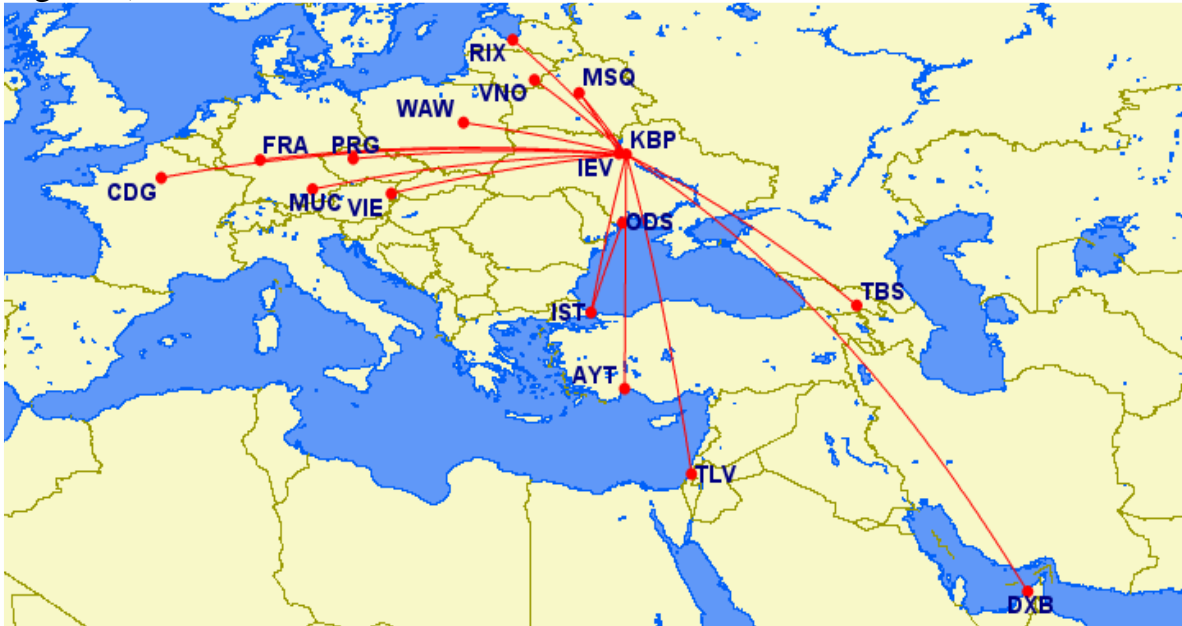 RIX
MSQ
VNO
WAW
KBP
FRA
PRG
IEV
CDG
MUC
VIE
ODS
TBS
IST
AYT
TLV
DXB